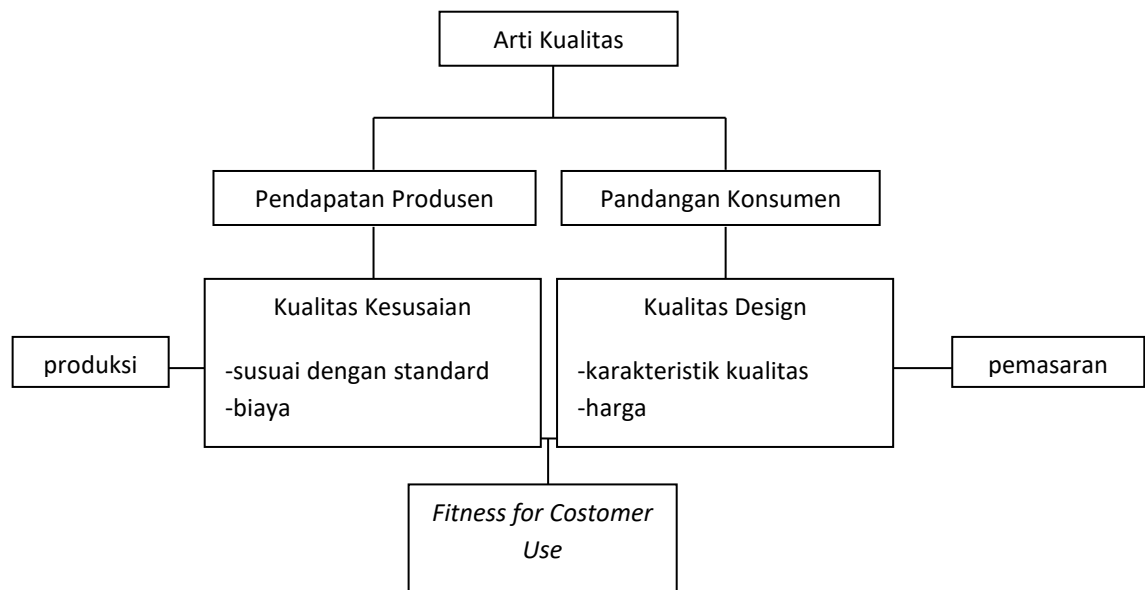 Arti Kualitas
Pendapatan Produsen
Pandangan Konsumen
Kualitas Kesusaian
-susuai dengan standard
-biaya
Kualitas Design
-karakteristik kualitas
-harga
produksi
pemasaran
Fitness for Costomer
Use